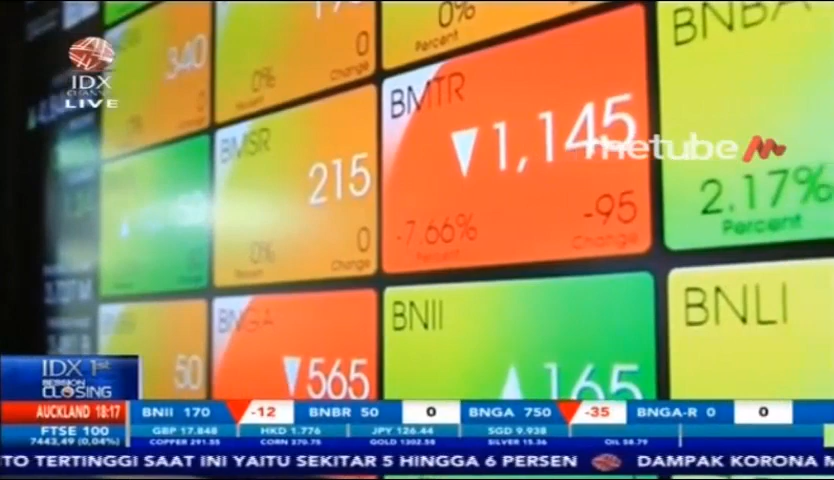 IDX
CHANNEL
LIVE
340
0%
Percent
0
Change
0%
Percent
BMSR
215
0%
Percent
0
Change
BMTR
1,145
-7.66%
Percent
-95
Change
BNBA
2.17%
Percent
thetube
50
BNGA
565
BNII
165
BNLI
IDX 1st
SESSION
CLOSING
AUCKLAND 18:17
BNII 170 -12 BNBR 50 0 BNGA 750 -35 BNGA-R 0 0
FTSE 100
7443,49 (0,04%)
GBP 17.848 HKD 1.776 JPY 126.44 SGD 9.938
COPPER 291.55 CORN 370.75 GOLD 1302.58 SILVER 15.36 OIL 58.79
TO TERTINGGI SAAT INI YAITU SEKITAR 5 HINGGA 6 PERSEN DAMPAK KORONA M